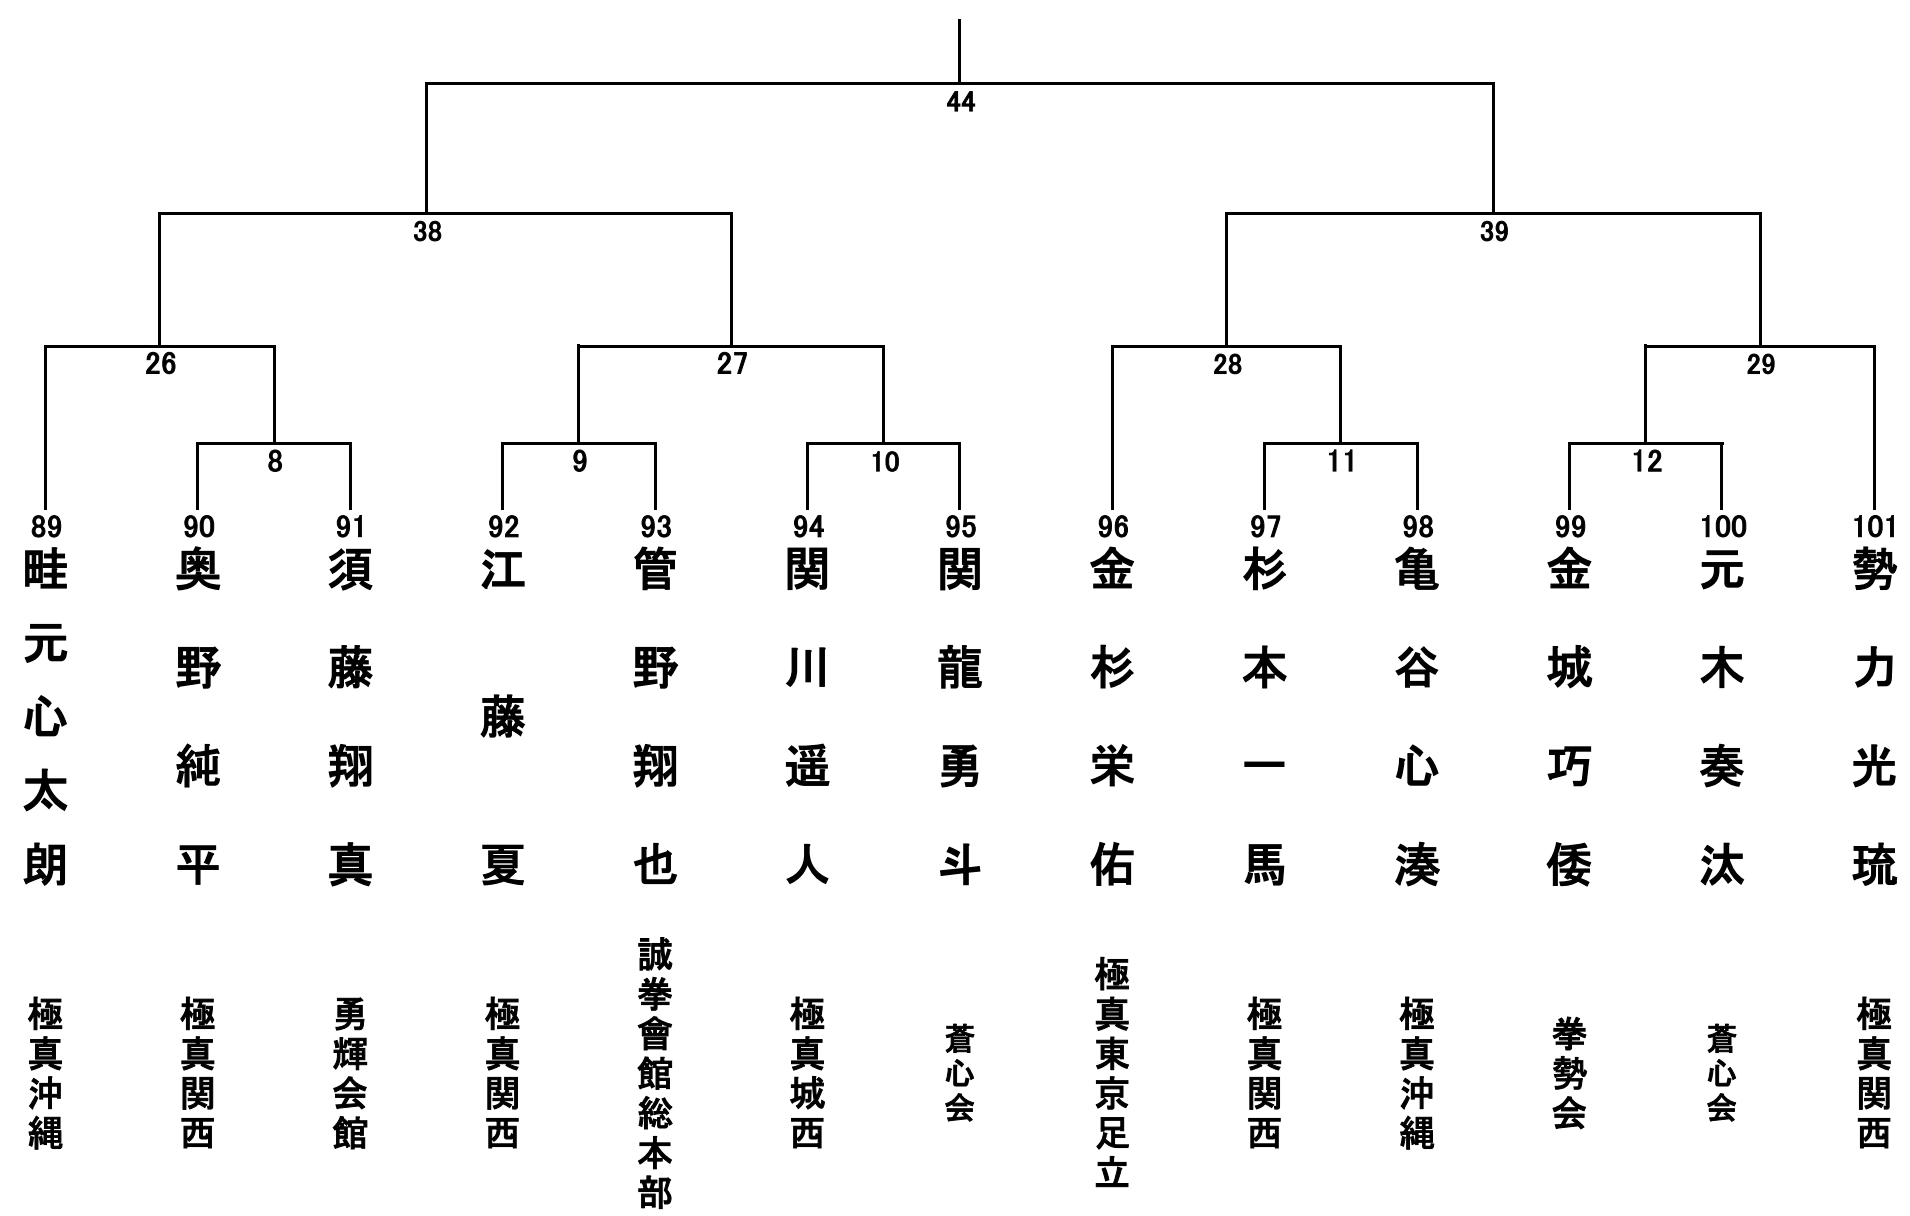 44
38
39
26
27
28
29
8
9
10
11
12
89
90
91
92
93
94
95
96
97
98
99
100
101
畦元心太朗
奥野純平
須藤翔真
江藤夏
管野翔也
関川遥人
関龍勇斗
金杉栄佑
杉本一馬
亀谷心湊
金城巧倭
元木奏汰
勢力光琉
極真沖縄
極真関西
勇輝会館
極真関西
誠拳會館総本部
極真城西
蒼心会
極真東京足立
極真関西
極真沖縄
拳勢会
蒼心会
極真関西